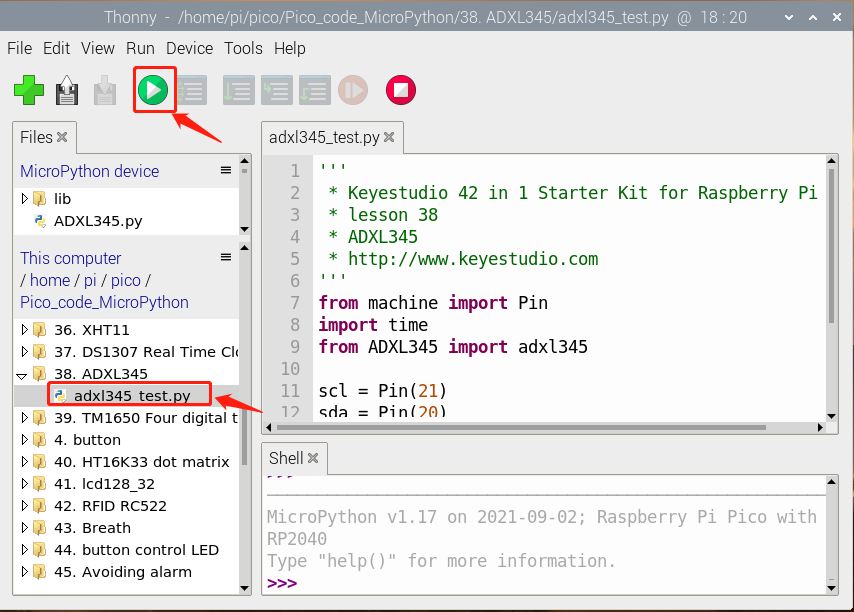 Thonny - /home/pi/pico/Pico_code_MicroPython/38. ADXL345/adxl345_test.py @ 18 : 20
File Edit View Run Device Tools Help
Files
MicroPython device
lib
ADXL345.py
This computer
/ home / pi / pico /
Pico_code_MicroPython
36. XHT11
37. DS1307 Real Time Clo
38. ADXL345
adxl345_test.py
39. TM1650 Four digital t
4. button
40. HT16K33 dot matrix
41. lcd128_32
42. RFID RC522
43. Breath
44. button control LED
45. Avoiding alarm
adxl345_test.py
1 '''
2 * Keyestudio 42 in 1 Starter Kit for Raspberry Pi
3 * lesson 38
4 * ADXL345
5 * http://www.keyestudio.com
6 '''
7 from machine import Pin
8 import time
9 from ADXL345 import adxl345
10
11 scl = Pin(21)
12 sda = Pin(20)
Shell
>>>
MicroPython v1.17 on 2021-09-02; Raspberry Pi Pico with
RP2040
Type "help()" for more information.
>>>